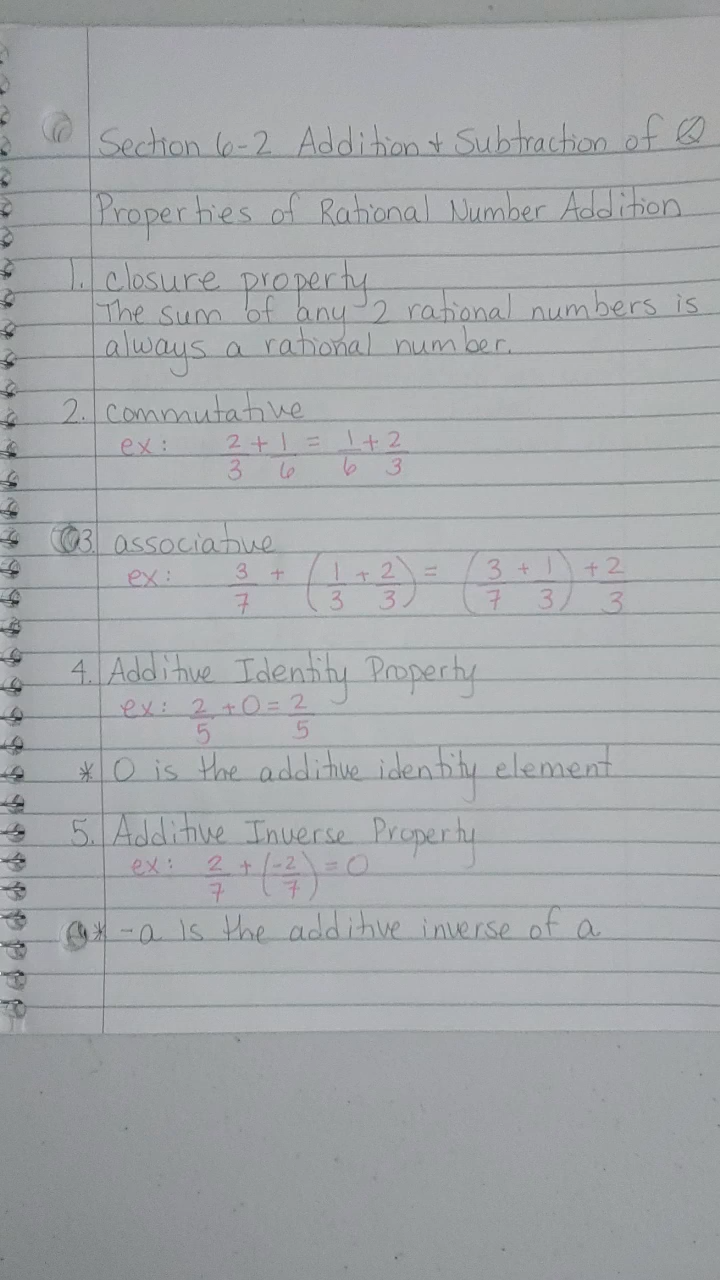 Section 6-2 Addition + Subtraction of Q
Properties of Rational Number Addition
1. closure property
The sum of any 2 rational numbers is
always a rational number.
2. commutative
ex: 2/3 + 1/6 = 1/6 + 2/3
3. associative
ex: 3/7 + (1/3 + 2/3) = (3/7 + 1/3) + 2/3
4. Additive Identity Property
ex: 2/5 + 0 = 2/5
* 0 is the additive identity element
5. Additive Inverse Property
ex: 2/7 + (-2/7) = 0
* -a is the additive inverse of a